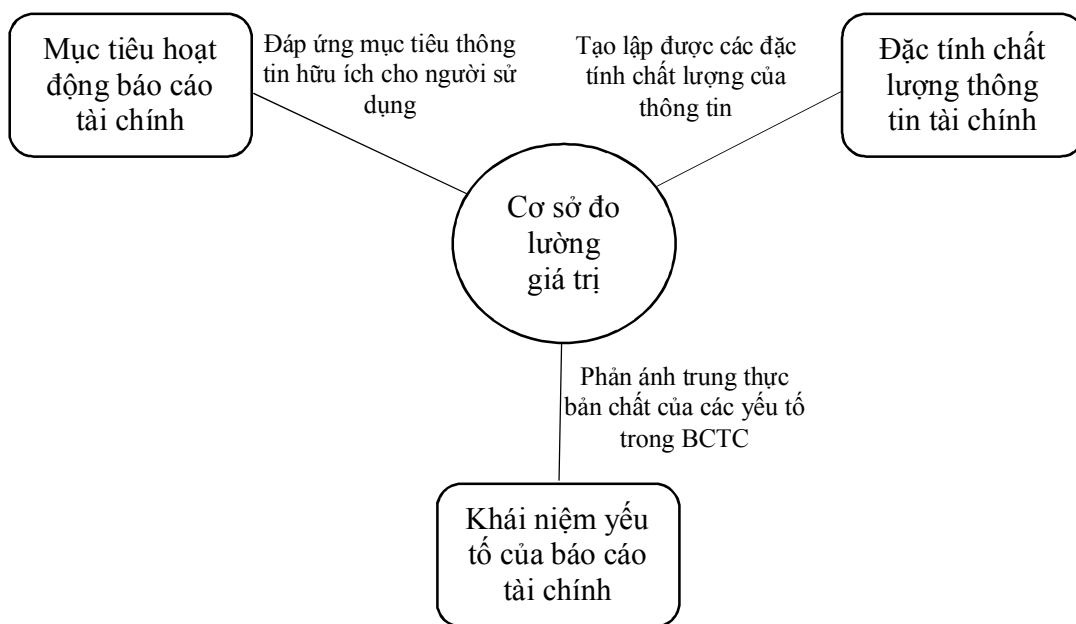 Mục tiêu hoạt
động báo cáo
tài chính
Đáp ứng mục tiêu thông
tin hữu ích cho người sử
dụng
Tạo lập được các đặc
tính chất lượng của
thông tin
Đặc tính chất
lượng thông
tin tài chính
Cơ sở đo
lường
giá trị
Phản ánh trung thực
bản chất của các yếu tố
trong BCTC
Khái niệm yếu
tố của báo cáo
tài chính